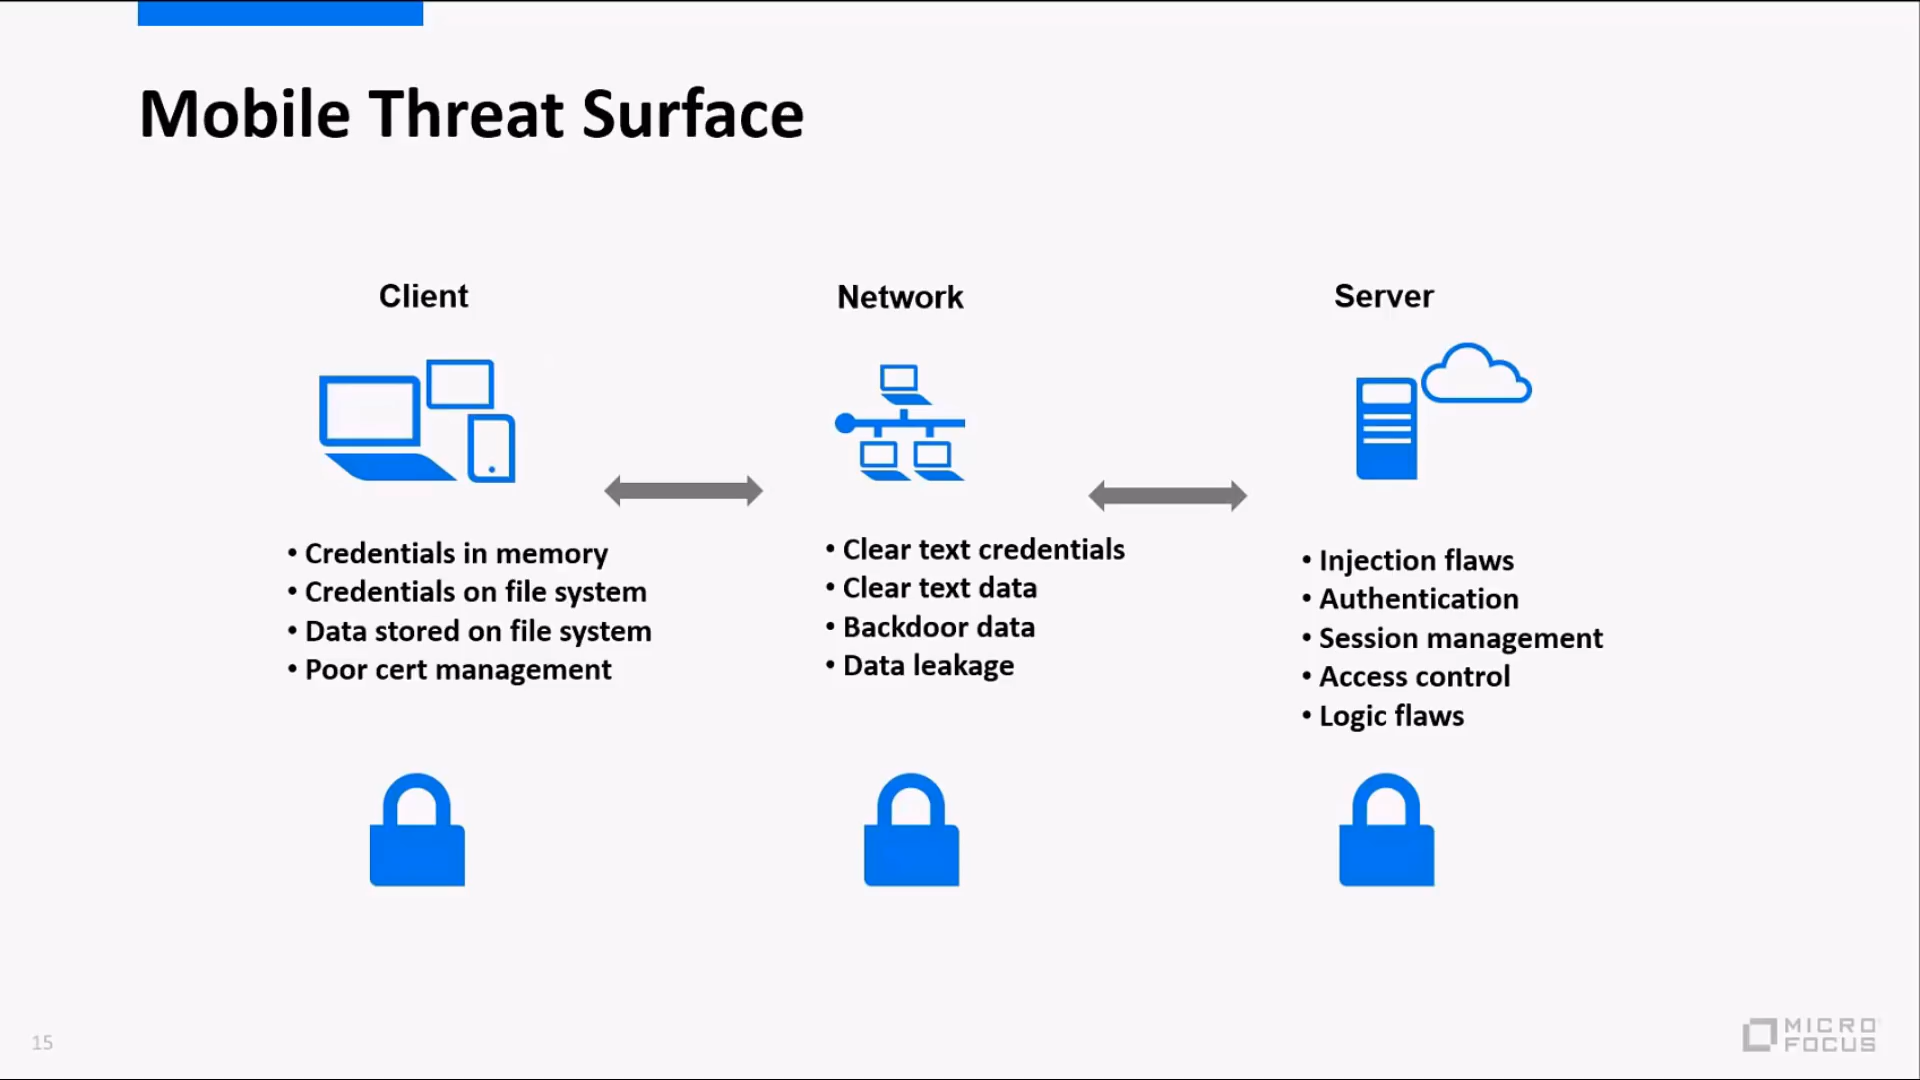 Mobile Threat Surface
Client
• Credentials in memory
• Credentials on file system
• Data stored on file system
• Poor cert management
Network
• Clear text credentials
• Clear text data
• Backdoor data
• Data leakage
Server
• Injection flaws
• Authentication
• Session management
• Access control
• Logic flaws
15
MICRO
FOCUS